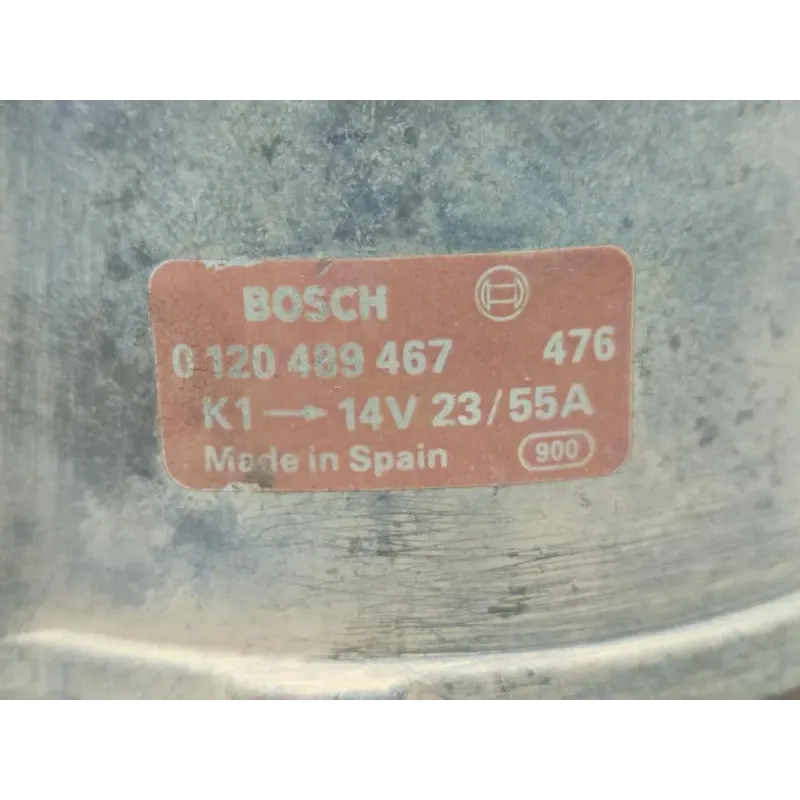 BOSCH
0 120 489 467 476
K1 → 14V 23/55A
Made in Spain 900